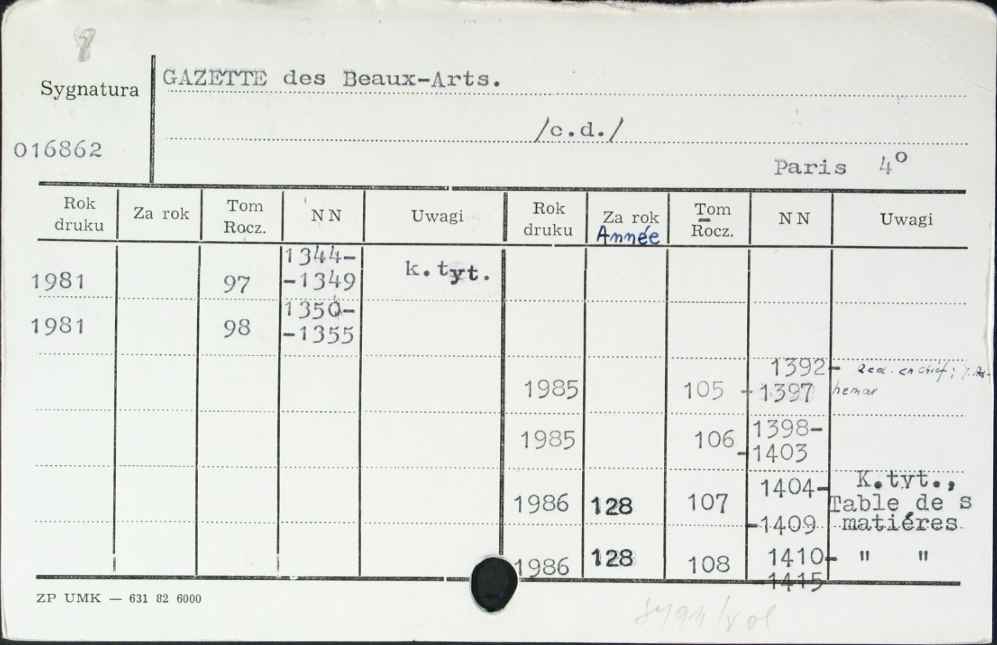 8
Sygnatura
GAZETTE des Beaux-Arts.
/c.d./
016862
Paris 4°
Rok druku Za rok Tom Rocz. NN Uwagi Rok druku Za rok Année Tom Rocz. NN Uwagi
1981 97 1344-
-1349 k.tyt.
1981 98 1350-
-1355
1985 105 1392-
-1397 Red. en chef;
1985 106 1398-
-1403
1986 128 107 1404-
-1409 K.tyt.,
Table de s
matiéres
1986 128 108 1410-
-1415 " "
ZP UMK — 631 82 6000